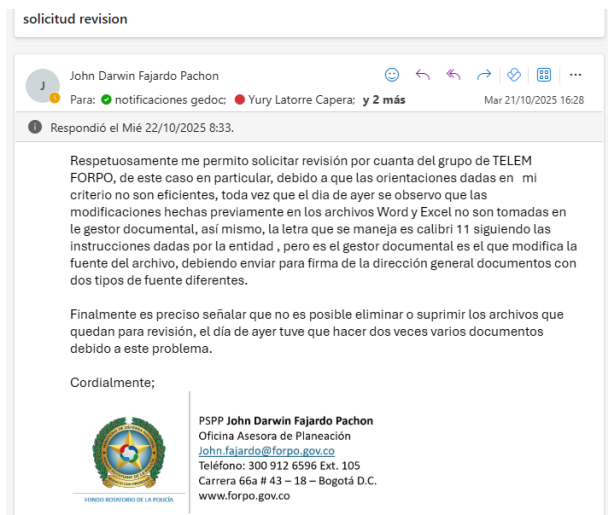 solicitud revision
J
John Darwin Fajardo Pachon
Para: notificaciones gedoc; Yury Latorre Capera; y 2 más
Mar 21/10/2025 16:28
Respondió el Mié 22/10/2025 8:33.
Respetuosamente me permito solicitar revisión por cuanta del grupo de TELEM
FORPO, de este caso en particular, debido a que las orientaciones dadas en mi
criterio no son eficientes, toda vez que el dia de ayer se observo que las
modificaciones hechas previamente en los archivos Word y Excel no son tomadas en
le gestor documental, así mismo, la letra que se maneja es calibri 11 siguiendo las
instrucciones dadas por la entidad , pero es el gestor documental es el que modifica la
fuente del archivo, debiendo enviar para firma de la dirección general documentos con
dos tipos de fuente diferentes.
Finalmente es preciso señalar que no es posible eliminar o suprimir los archivos que
quedan para revisión, el día de ayer tuve que hacer dos veces varios documentos
debido a este problema.
Cordialmente;
PSPP John Darwin Fajardo Pachon
Oficina Asesora de Planeación
John.fajardo@forpo.gov.co
Teléfono: 300 912 6596 Ext. 105
Carrera 66a # 43 – 18 – Bogotá D.C.
www.forpo.gov.co
FONDO ROTATORIO DE LA POLICÍA